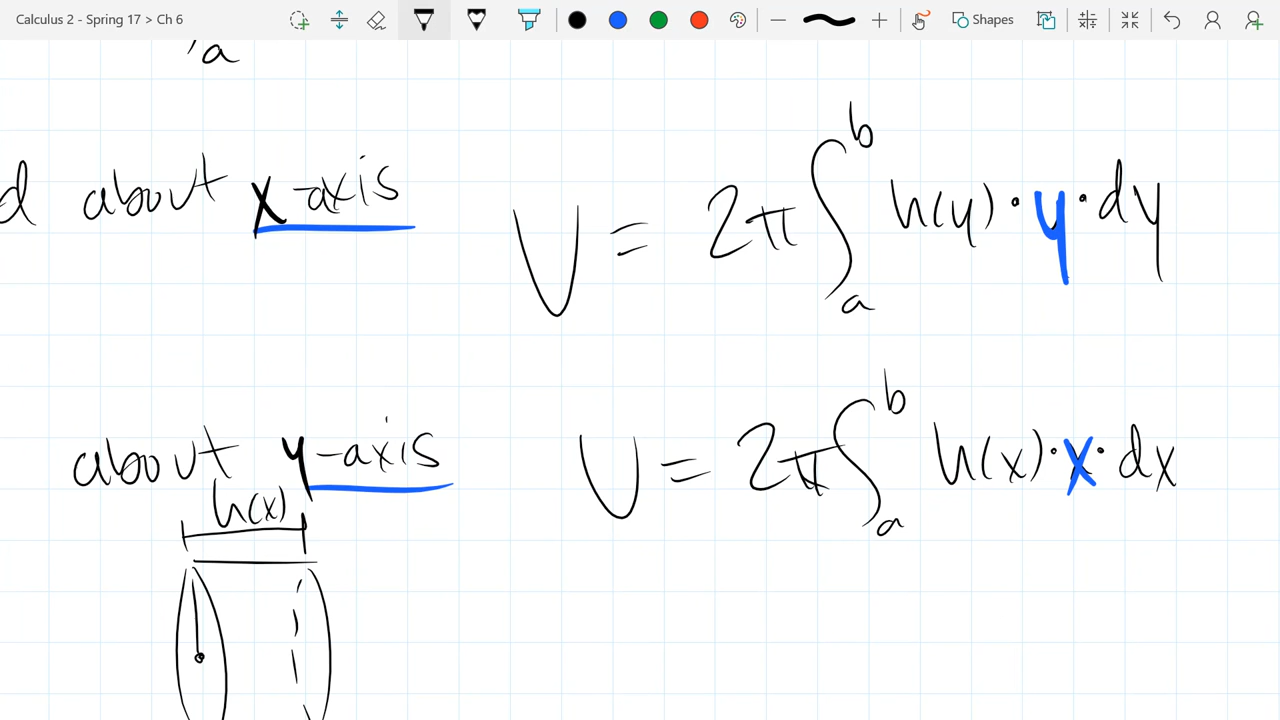 Calculus 2 - Spring 17 > Ch 6
Shapes
a
d about x-axis
V = 2π ∫ₐᵇ h(y) · y · dy
about y-axis
V = 2π ∫ₐᵇ h(x) · x · dx
h(x)